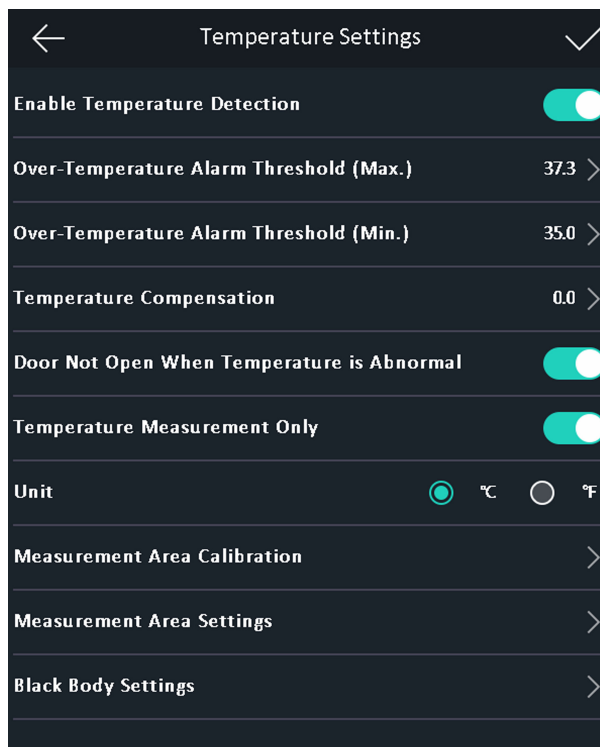 Temperature Settings
Enable Temperature Detection
Over-Temperature Alarm Threshold (Max.) 37.3
Over-Temperature Alarm Threshold (Min.) 35.0
Temperature Compensation 0.0
Door Not Open When Temperature is Abnormal
Temperature Measurement Only
Unit ℃ ℉
Measurement Area Calibration
Measurement Area Settings
Black Body Settings